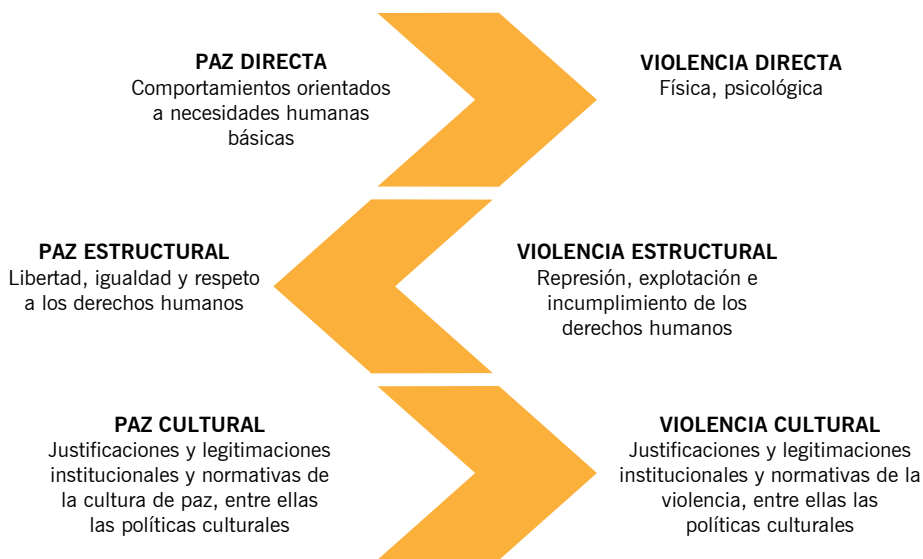 PAZ DIRECTA
Comportamientos orientados
a necesidades humanas
básicas
VIOLENCIA DIRECTA
Física, psicológica
PAZ ESTRUCTURAL
Libertad, igualdad y respeto
a los derechos humanos
VIOLENCIA ESTRUCTURAL
Represión, explotación e
incumplimiento de los
derechos humanos
PAZ CULTURAL
Justificaciones y legitimaciones
institucionales y normativas de
la cultura de paz, entre ellas
las políticas culturales
VIOLENCIA CULTURAL
Justificaciones y legitimaciones
institucionales y normativas de la
violencia, entre ellas las
políticas culturales